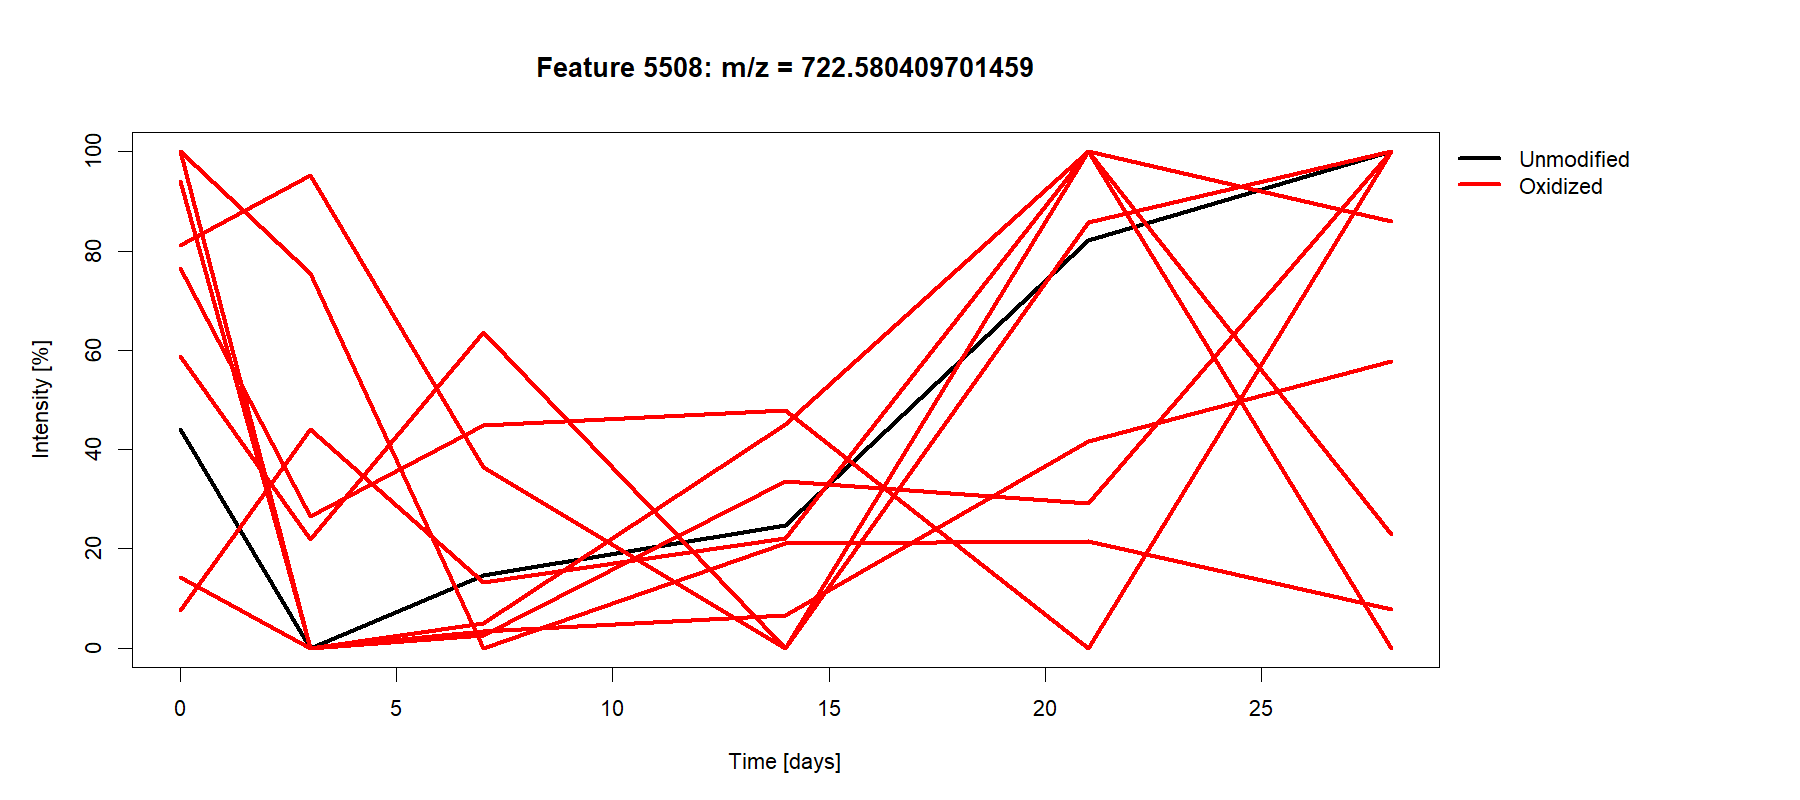 Feature 5508: m/z = 722.580409701459
Unmodified
Oxidized
Intensity [%]
100
80
60
40
20
0
0 5 10 15 20 25
Time [days]